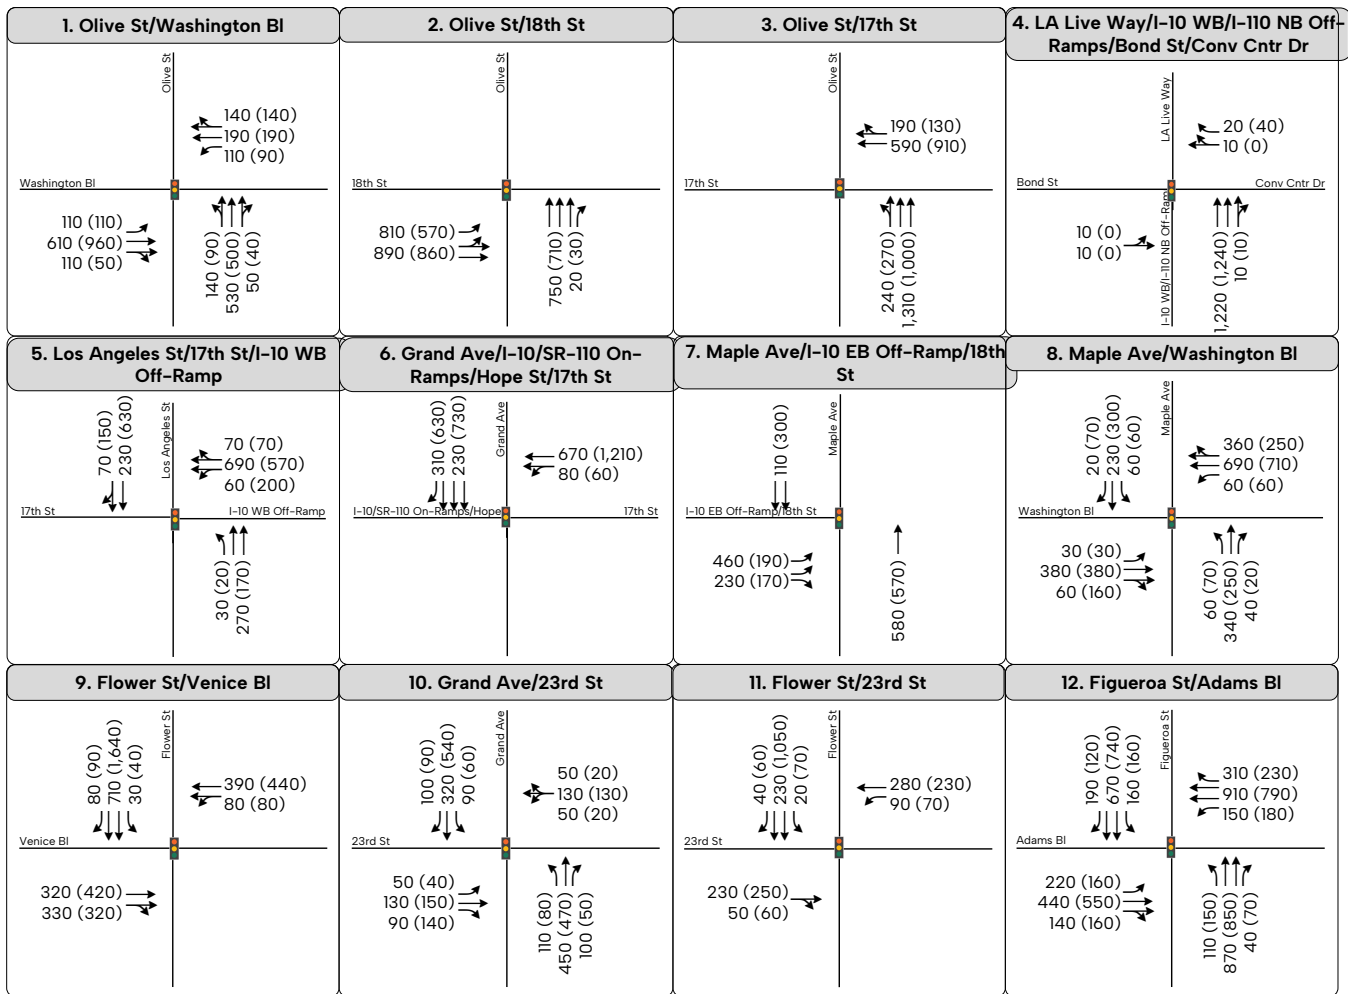 1. Olive St/Washington Bl
Olive St
140 (140)
190 (190)
110 (90)
Washington Bl
110 (110)
610 (960)
110 (50)
140 (90)
530 (500)
50 (40)
2. Olive St/18th St
Olive St
18th St
810 (570)
890 (860)
750 (710)
20 (30)
3. Olive St/17th St
Olive St
190 (130)
590 (910)
17th St
240 (270)
1,310 (1,000)
4. LA Live Way/I-10 WB/I-110 NB Off-
Ramps/Bond St/Conv Cntr Dr
LA Live Way
20 (40)
10 (0)
Bond St
Conv Cntr Dr
10 (0)
10 (0)
I-10 WB/I-110 NB Off-Ramp
1,220 (1,240)
10 (10)
5. Los Angeles St/17th St/I-10 WB
Off-Ramp
70 (150)
230 (630)
Los Angeles St
70 (70)
690 (570)
60 (200)
17th St
I-10 WB Off-Ramp
30 (20)
270 (170)
6. Grand Ave/I-10/SR-110 On-
Ramps/Hope St/17th St
310 (630)
230 (730)
Grand Ave
670 (1,210)
80 (60)
I-10/SR-110 On-Ramps/Hope
17th St
7. Maple Ave/I-10 EB Off-Ramp/18th
St
110 (300)
Maple Ave
I-10 EB Off-Ramp/18th St
460 (190)
230 (170)
580 (570)
8. Maple Ave/Washington Bl
20 (70)
230 (300)
60 (60)
Maple Ave
360 (250)
690 (710)
60 (60)
Washington Bl
30 (30)
380 (380)
60 (160)
60 (70)
340 (250)
40 (20)
9. Flower St/Venice Bl
80 (90)
710 (1,640)
30 (40)
Flower St
390 (440)
80 (80)
Venice Bl
320 (420)
330 (320)
10. Grand Ave/23rd St
100 (90)
320 (540)
90 (60)
Grand Ave
50 (20)
130 (130)
50 (20)
23rd St
50 (40)
130 (150)
90 (140)
110 (80)
450 (470)
100 (50)
11. Flower St/23rd St
40 (60)
230 (1,050)
20 (70)
Flower St
280 (230)
90 (70)
23rd St
230 (250)
50 (60)
12. Figueroa St/Adams Bl
190 (120)
670 (740)
160 (160)
Figueroa St
310 (230)
910 (790)
150 (180)
Adams Bl
220 (160)
440 (550)
140 (160)
110 (150)
870 (850)
40 (70)